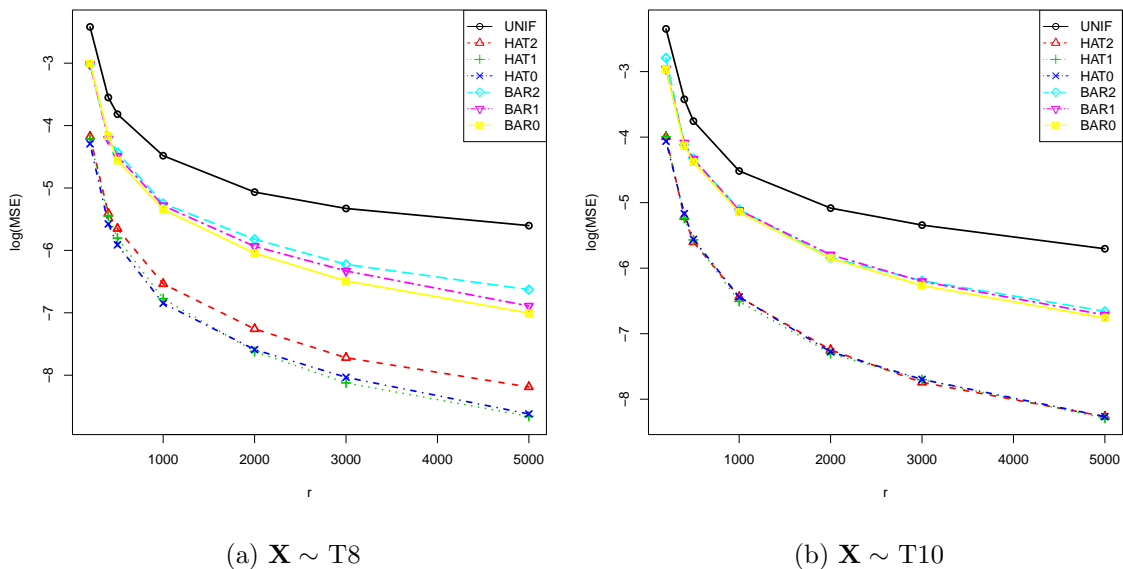 UNIF
HAT2
HAT1
HAT0
BAR2
BAR1
BAR0
log(MSE)
-3
-4
-5
-6
-7
-8
1000 2000 3000 4000 5000
r
(a) X ∼ T8
UNIF
HAT2
HAT1
HAT0
BAR2
BAR1
BAR0
log(MSE)
-3
-4
-5
-6
-7
-8
1000 2000 3000 4000 5000
r
(b) X ∼ T10